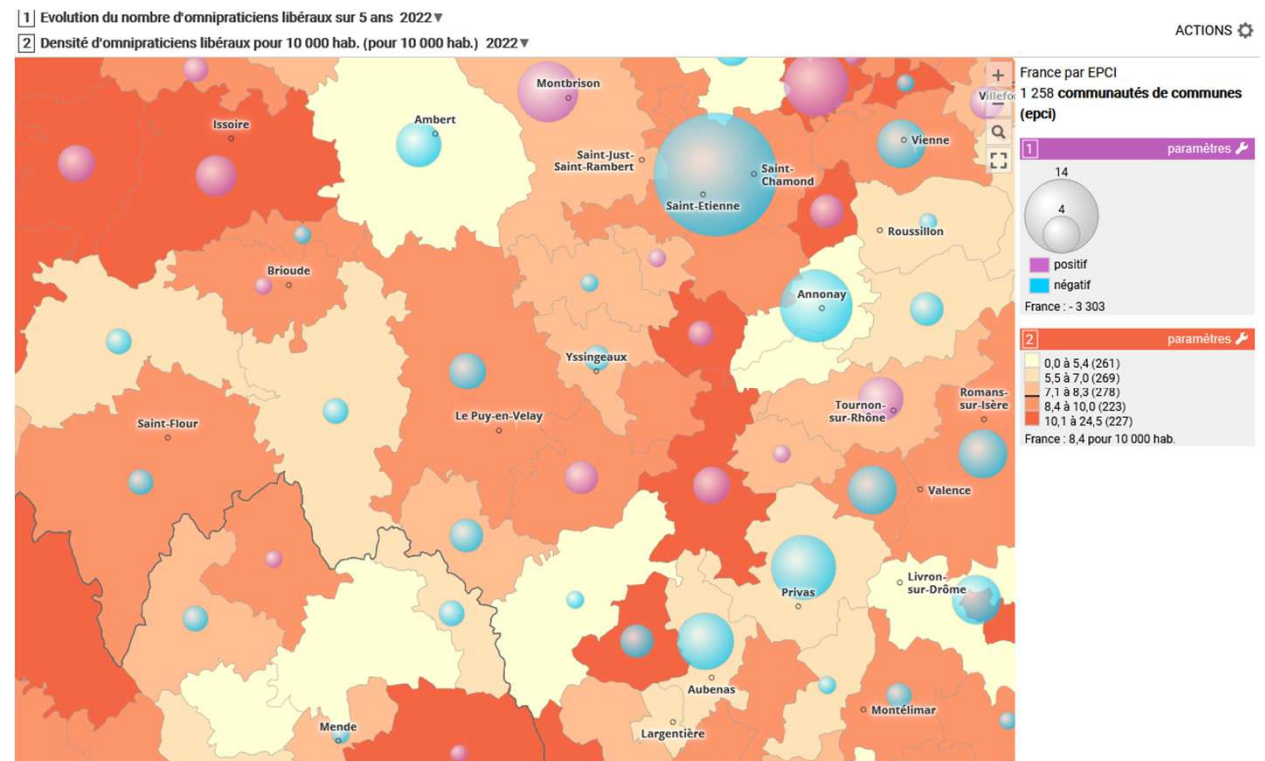 1 Evolution du nombre d'omnipraticiens libéraux sur 5 ans 2022▼
2 Densité d'omnipraticiens libéraux pour 10 000 hab. (pour 10 000 hab.) 2022▼
ACTIONS
Montbrison
Issoire
Ambert
Vienne
Saint-Just-
Saint-Rambert
Saint-
Chamond
Saint-Etienne
Roussillon
Brioude
Annonay
Yssingeaux
Tournon-
sur-Rhône
Romans-
sur-Isère
Le Puy-en-Velay
Saint-Flour
Valence
Livron-
sur-Drôme
Privas
Aubenas
Montélimar
Mende
Largentière
+
France par EPCI
1 258 communautés de communes
(epci)
1 paramètres
14
4
positif
négatif
France : - 3 303
2 paramètres
0,0 à 5,4 (261)
5,5 à 7,0 (269)
7,1 à 8,3 (278)
8,4 à 10,0 (223)
10,1 à 24,5 (227)
France : 8,4 pour 10 000 hab.